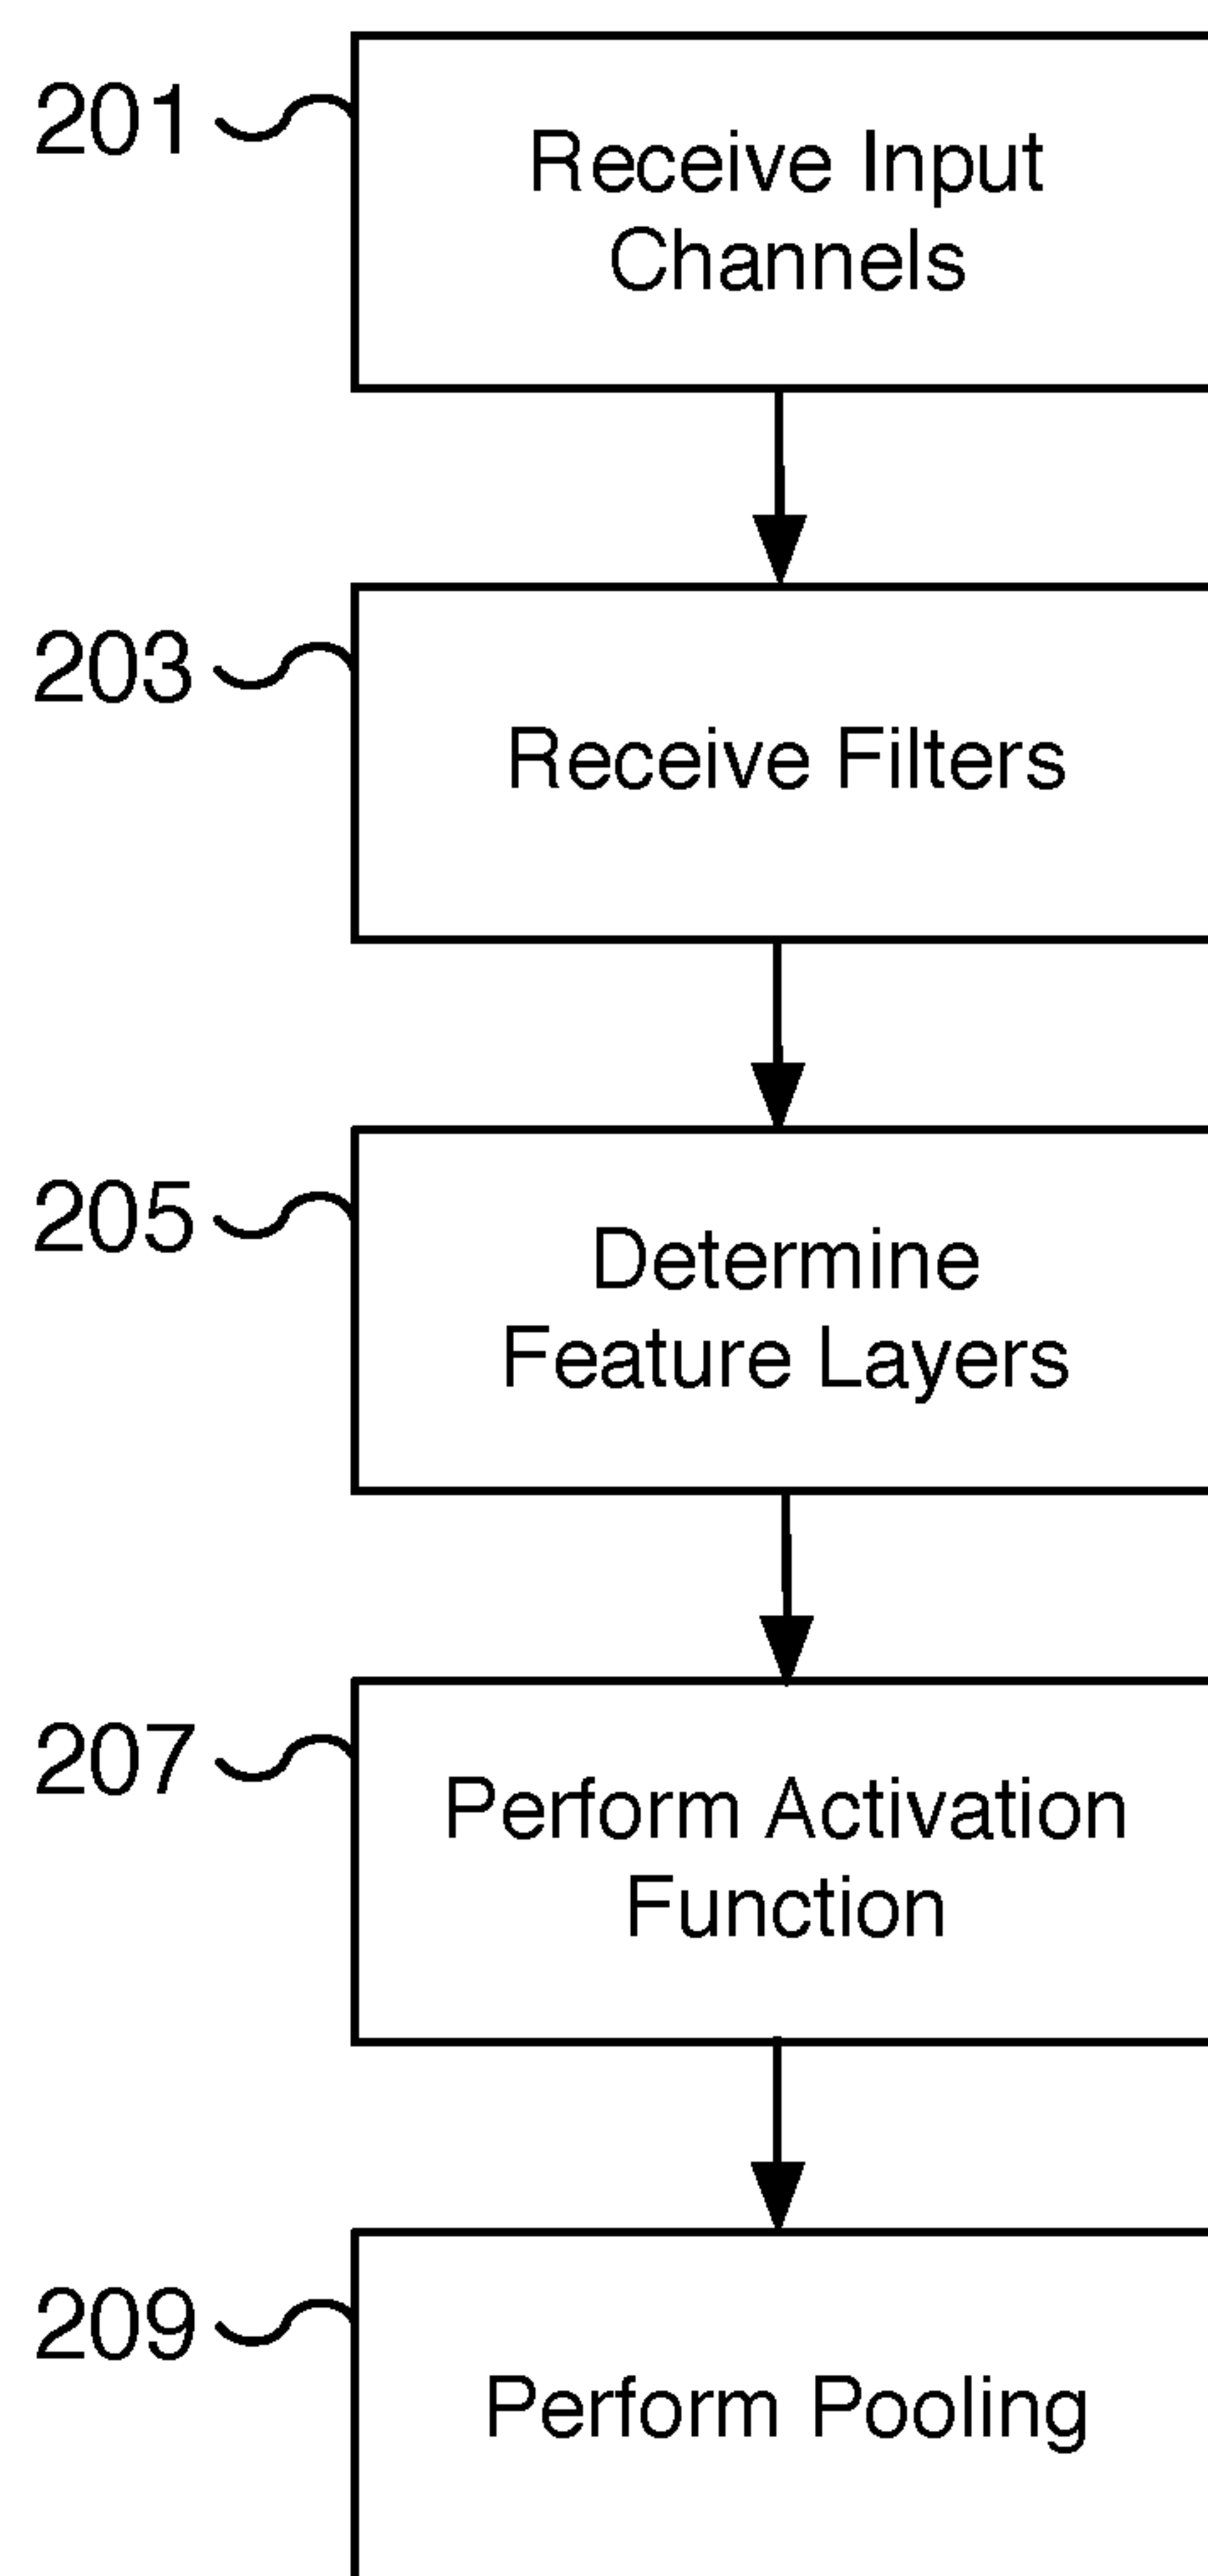 201
Receive Input
Channels
203
Receive Filters
205
Determine
Feature Layers
207
Perform Activation
Function
209
Perform Pooling